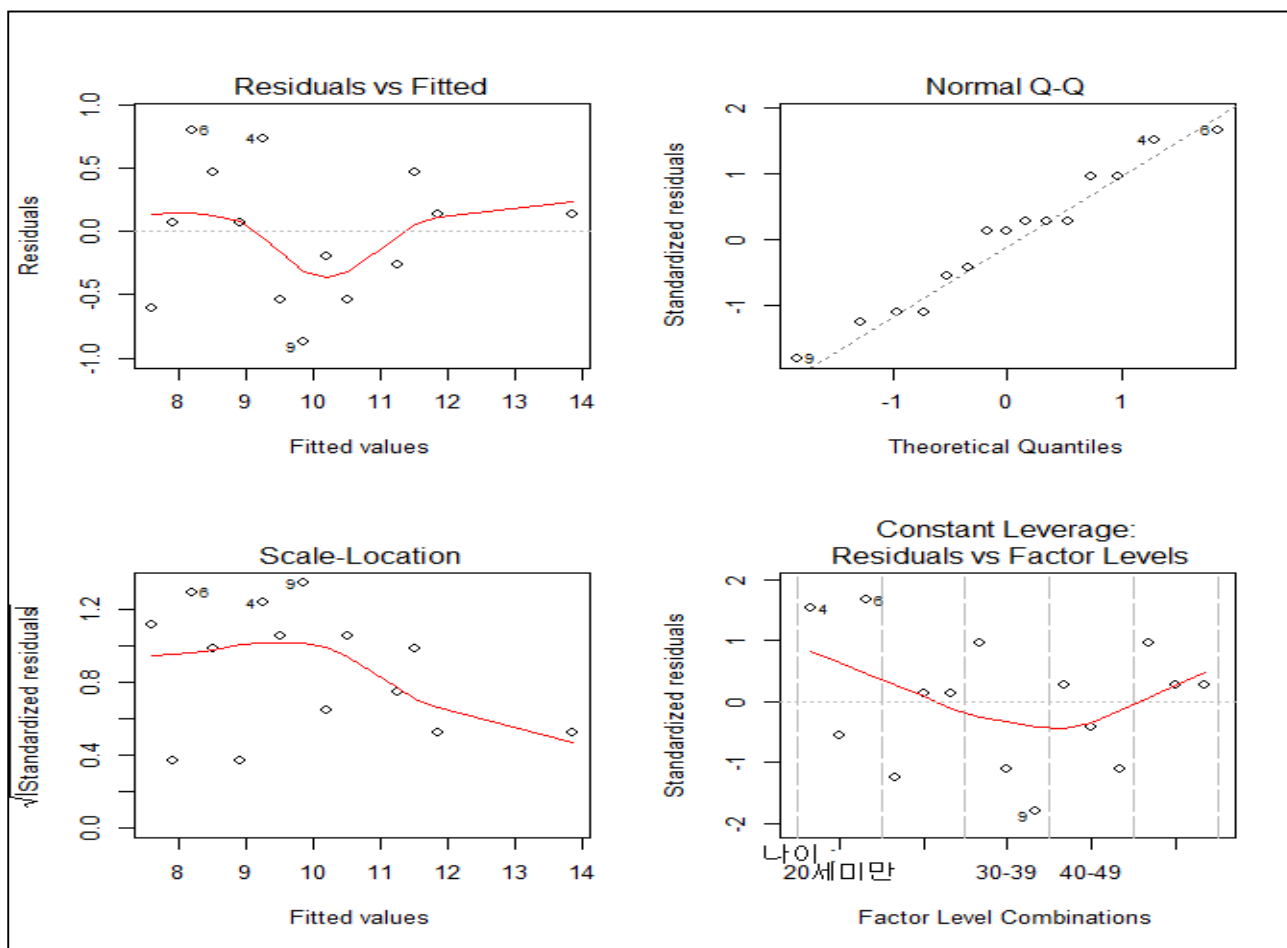 Residuals vs Fitted
1.0
0.5
0.0
-0.5
-1.0
Residuals
6
4
9
8 9 10 11 12 13 14
Fitted values
Normal Q-Q
2
1
0
-1
Standardized residuals
4
6
9
-1 0 1
Theoretical Quantiles
Scale-Location
1.2
0.8
0.4
0.0
√|Standardized residuals|
6
4
9
8 9 10 11 12 13 14
Fitted values
Constant Leverage:
Residuals vs Factor Levels
2
1
0
-1
-2
Standardized residuals
4
6
9
나이 :
20세미만 30-39 40-49
Factor Level Combinations